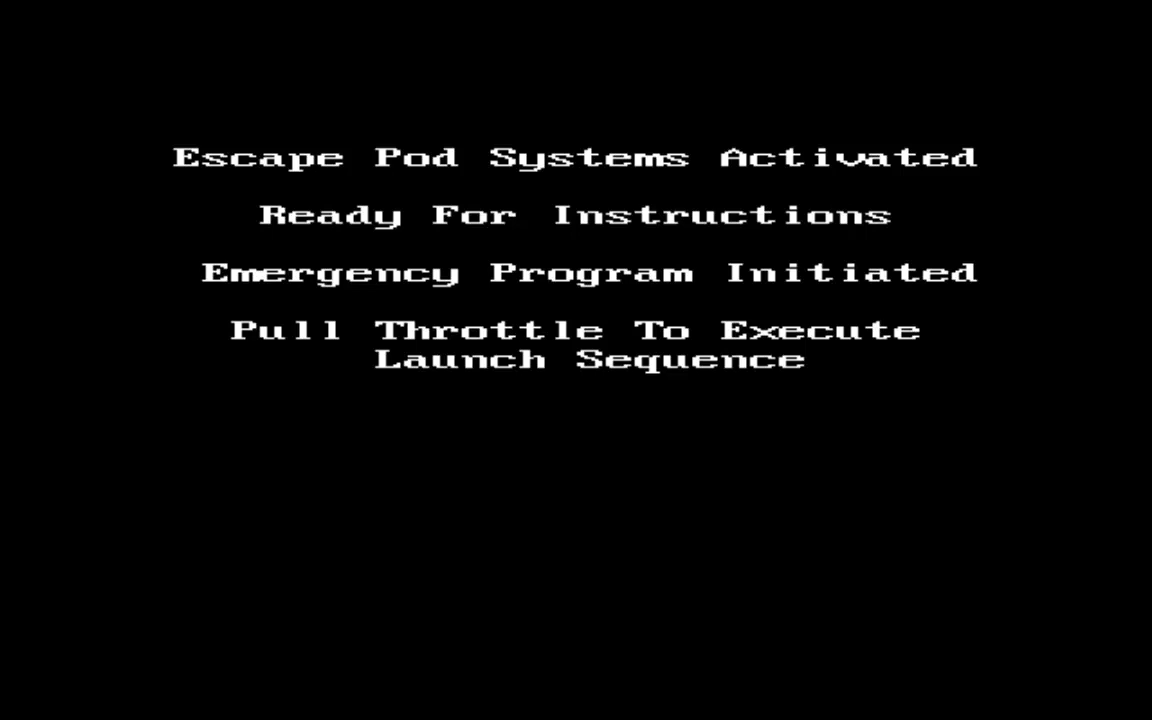 Escape Pod Systems Activated
Ready For Instructions
Emergency Program Initiated
Pull Throttle To Execute
Launch Sequence